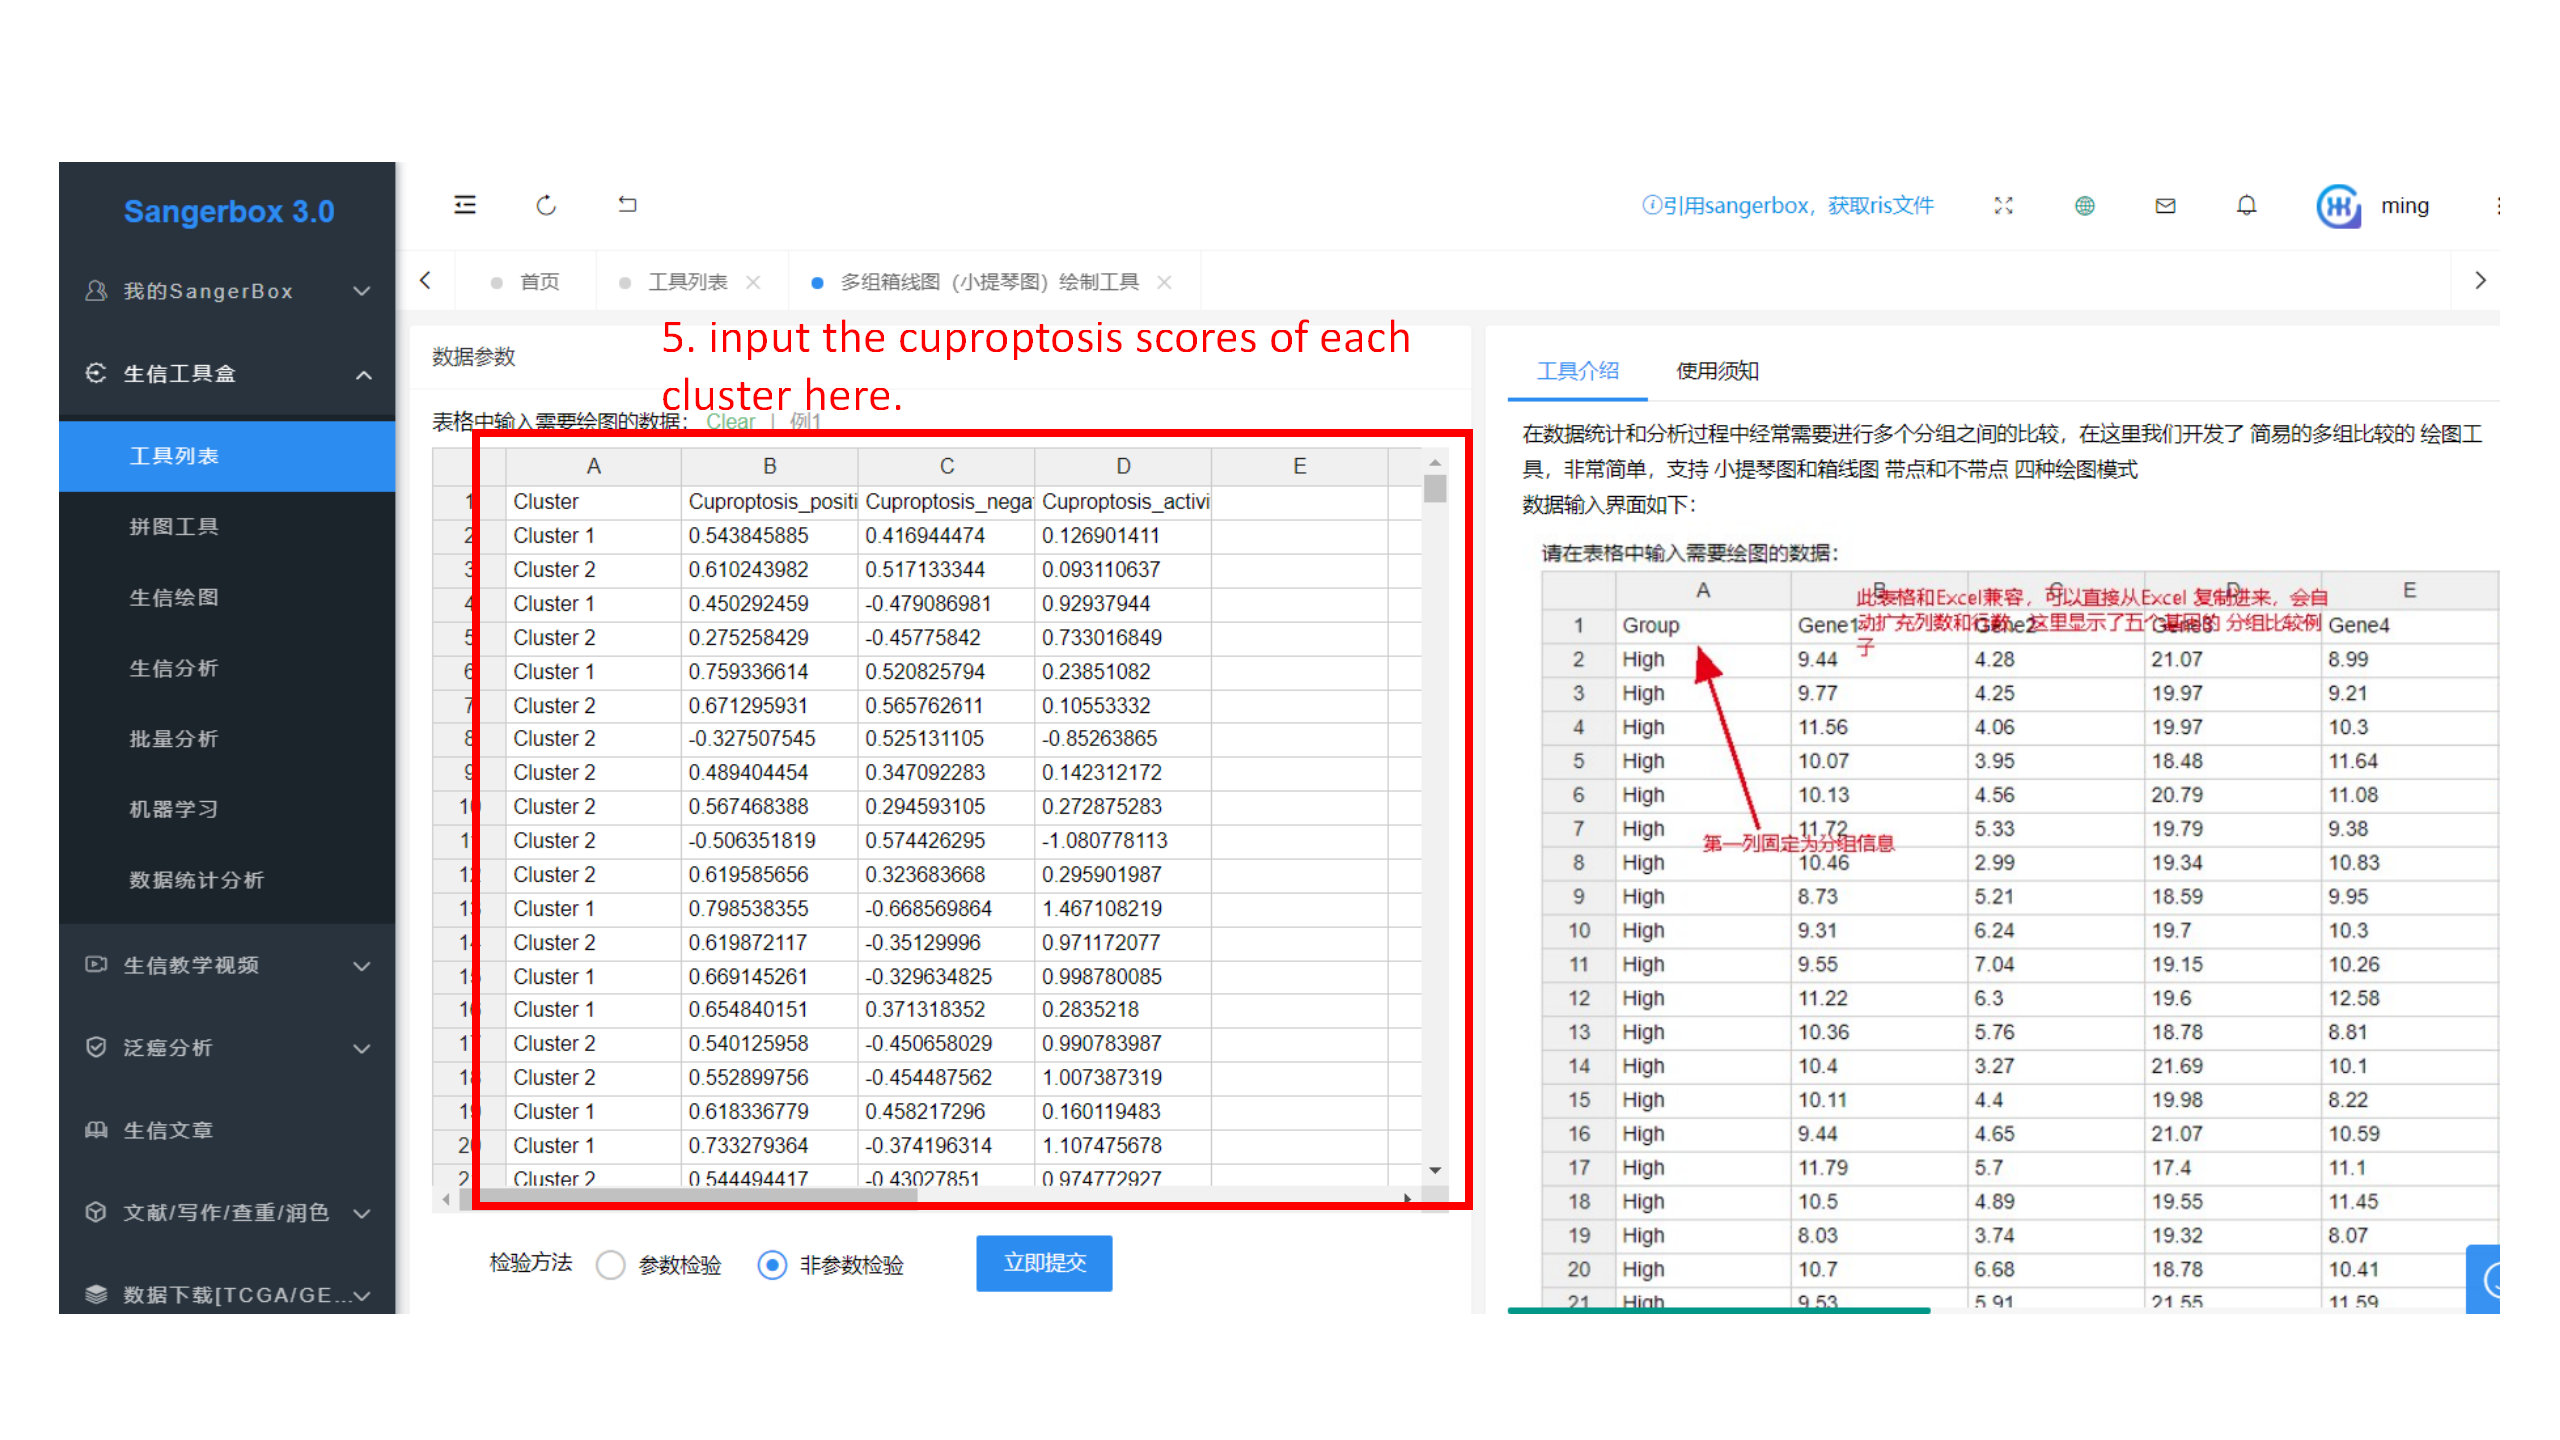 Sangerbox 3.0
我的SangerBox
生信工具盒
工具列表
拼图工具
生信绘图
生信分析
批量分析
机器学习
数据统计分析
生信教学视频
泛癌分析
生信文章
文献/写作/查重/润色
数据下载[TCGA/GE...
引用sangerbox，获取ris文件
ming
首页
工具列表
多组箱线图（小提琴图）绘制工具
数据参数
5. input the cuproptosis scores of each
cluster here.
表格中输入需要绘图的数据： Clear | 例1
A B C D E
1 Cluster Cuproptosis_positi Cuproptosis_nega Cuproptosis_activi
2 Cluster 1 0.543845885 0.416944474 0.126901411
3 Cluster 2 0.610243982 0.517133344 0.093110637
4 Cluster 1 0.450292459 -0.479086981 0.92937944
5 Cluster 2 0.275258429 -0.45775842 0.733016849
6 Cluster 1 0.759336614 0.520825794 0.23851082
7 Cluster 2 0.671295931 0.565762611 0.10553332
8 Cluster 2 -0.327507545 0.525131105 -0.85263865
9 Cluster 2 0.489404454 0.347092283 0.142312172
10 Cluster 2 0.567468388 0.294593105 0.272875283
11 Cluster 2 -0.506351819 0.574426295 -1.080778113
12 Cluster 2 0.619585656 0.323683668 0.295901987
13 Cluster 1 0.798538355 -0.668569864 1.467108219
14 Cluster 2 0.619872117 -0.35129996 0.971172077
15 Cluster 1 0.669145261 -0.329634825 0.998780085
16 Cluster 1 0.654840151 0.371318352 0.2835218
17 Cluster 2 0.540125958 -0.450658029 0.990783987
18 Cluster 2 0.552899756 -0.454487562 1.007387319
19 Cluster 1 0.618336779 0.458217296 0.160119483
20 Cluster 1 0.733279364 -0.374196314 1.107475678
2 Cluster 2 0.544494417 -0.43027851 0.974772927
检验方法 参数检验 非参数检验 立即提交
工具介绍 使用须知
在数据统计和分析过程中经常需要进行多个分组之间的比较，在这里我们开发了 简易的多组比较的 绘图工
具，非常简单，支持 小提琴图和箱线图 带点和不带点 四种绘图模式
数据输入界面如下：
请在表格中输入需要绘图的数据：
A B C D E
此表格和Excel兼容，可以直接从Excel 复制进来，会自
动扩充列数和行数，这里显示了五个基因的 分组比较例
子
1 Group Gene1 Gene2 Gene3 Gene4
2 High 9.44 4.28 21.07 8.99
3 High 9.77 4.25 19.97 9.21
4 High 11.56 4.06 19.97 10.3
5 High 10.07 3.95 18.48 11.64
6 High 10.13 4.56 20.79 11.08
7 High 11.72 5.33 19.79 9.38
第一列固定为分组信息
8 High 10.46 2.99 19.34 10.83
9 High 8.73 5.21 18.59 9.95
10 High 9.31 6.24 19.7 10.3
11 High 9.55 7.04 19.15 10.26
12 High 11.22 6.3 19.6 12.58
13 High 10.36 5.76 18.78 8.81
14 High 10.4 3.27 21.69 10.1
15 High 10.11 4.4 19.98 8.22
16 High 9.44 4.65 21.07 10.59
17 High 11.79 5.7 17.4 11.1
18 High 10.5 4.89 19.55 11.45
19 High 8.03 3.74 19.32 8.07
20 High 10.7 6.68 18.78 10.41
21 High 9.53 5.91 21.55 11.59